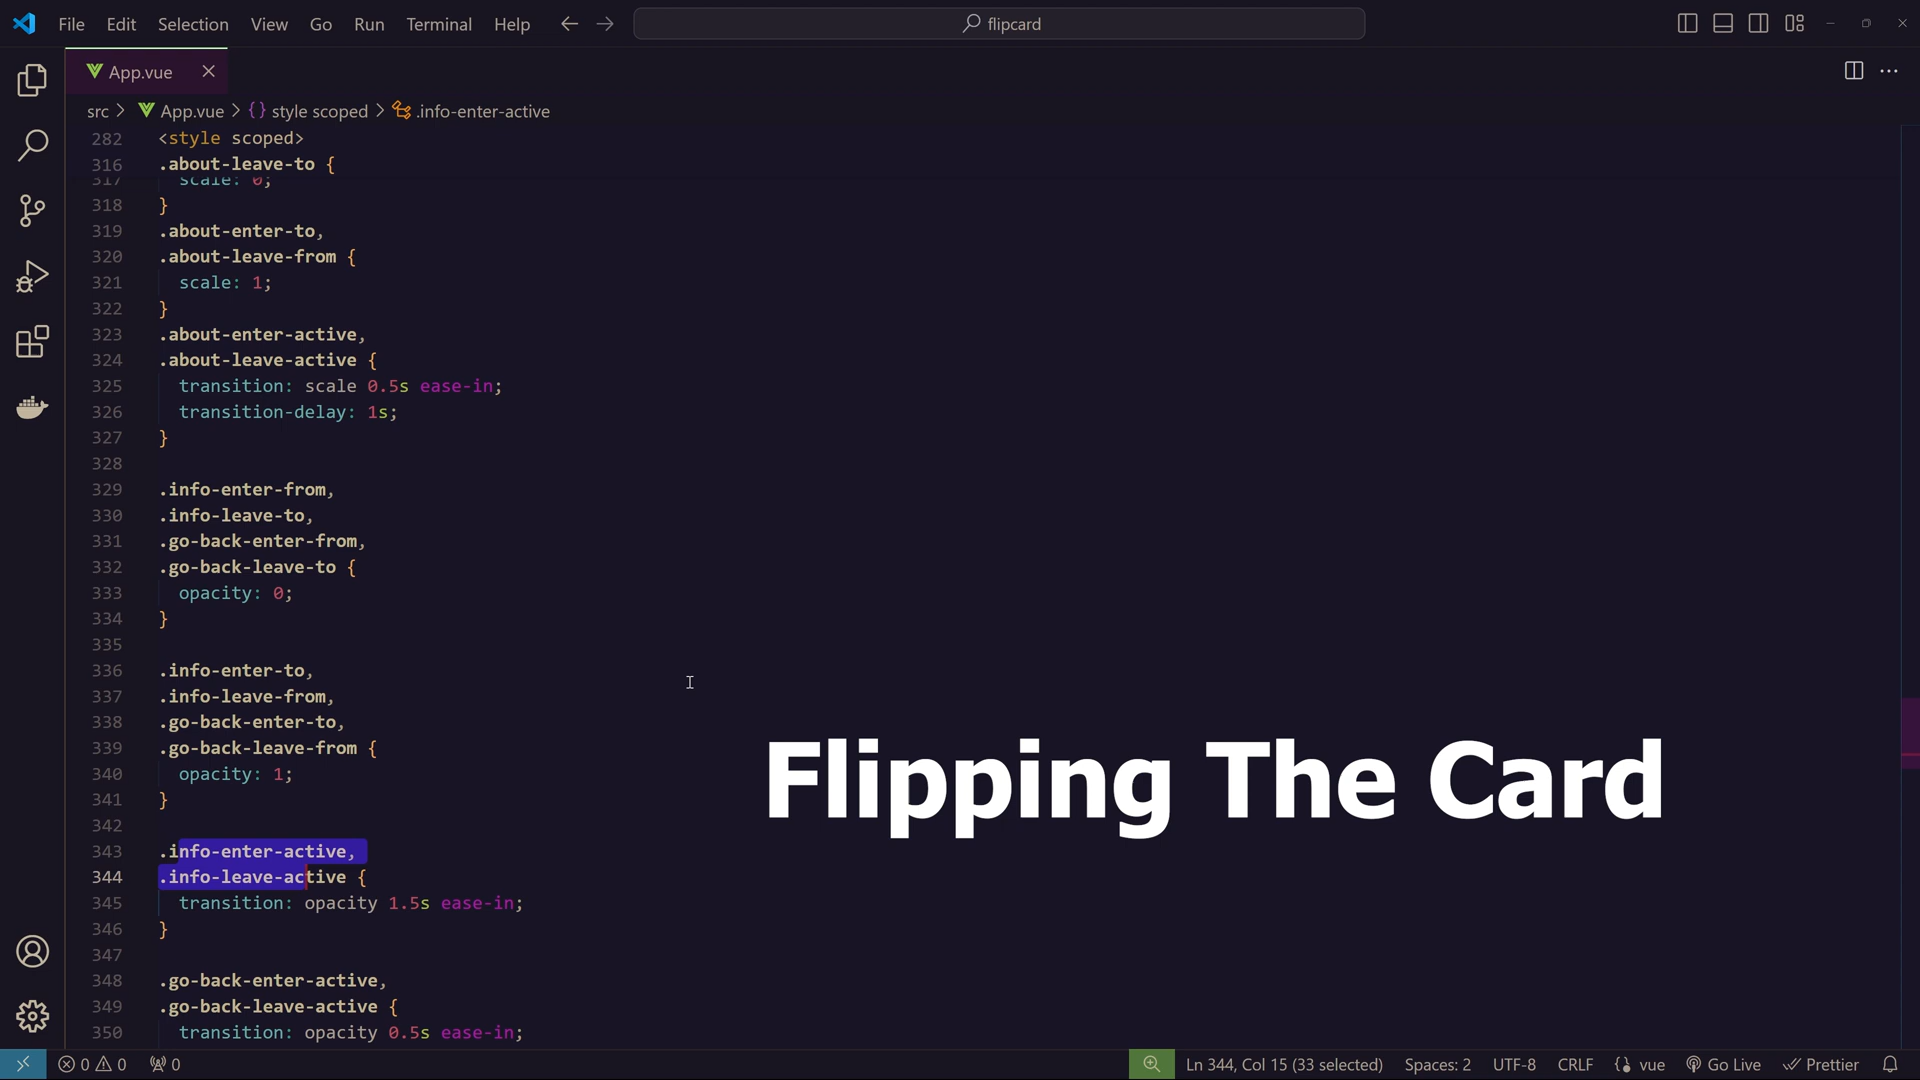 File Edit Selection View Go Run Terminal Help
flipcard
App.vue
src > App.vue > {} style scoped > .info-enter-active
282 <style scoped>
316 .about-leave-to {
317 scale: 0;
318 }
319 .about-enter-to,
320 .about-leave-from {
321 scale: 1;
322 }
323 .about-enter-active,
324 .about-leave-active {
325 transition: scale 0.5s ease-in;
326 transition-delay: 1s;
327 }
328
329 .info-enter-from,
330 .info-leave-to,
331 .go-back-enter-from,
332 .go-back-leave-to {
333 opacity: 0;
334 }
335
336 .info-enter-to,
337 .info-leave-from,
338 .go-back-enter-to,
339 .go-back-leave-from {
340 opacity: 1;
341 }
342
343 .info-enter-active,
344 .info-leave-active {
345 transition: opacity 1.5s ease-in;
346 }
347
348 .go-back-enter-active,
349 .go-back-leave-active {
350 transition: opacity 0.5s ease-in;
Flipping The Card
0 0 0 Ln 344, Col 15 (33 selected) Spaces: 2 UTF-8 CRLF vue Go Live Prettier